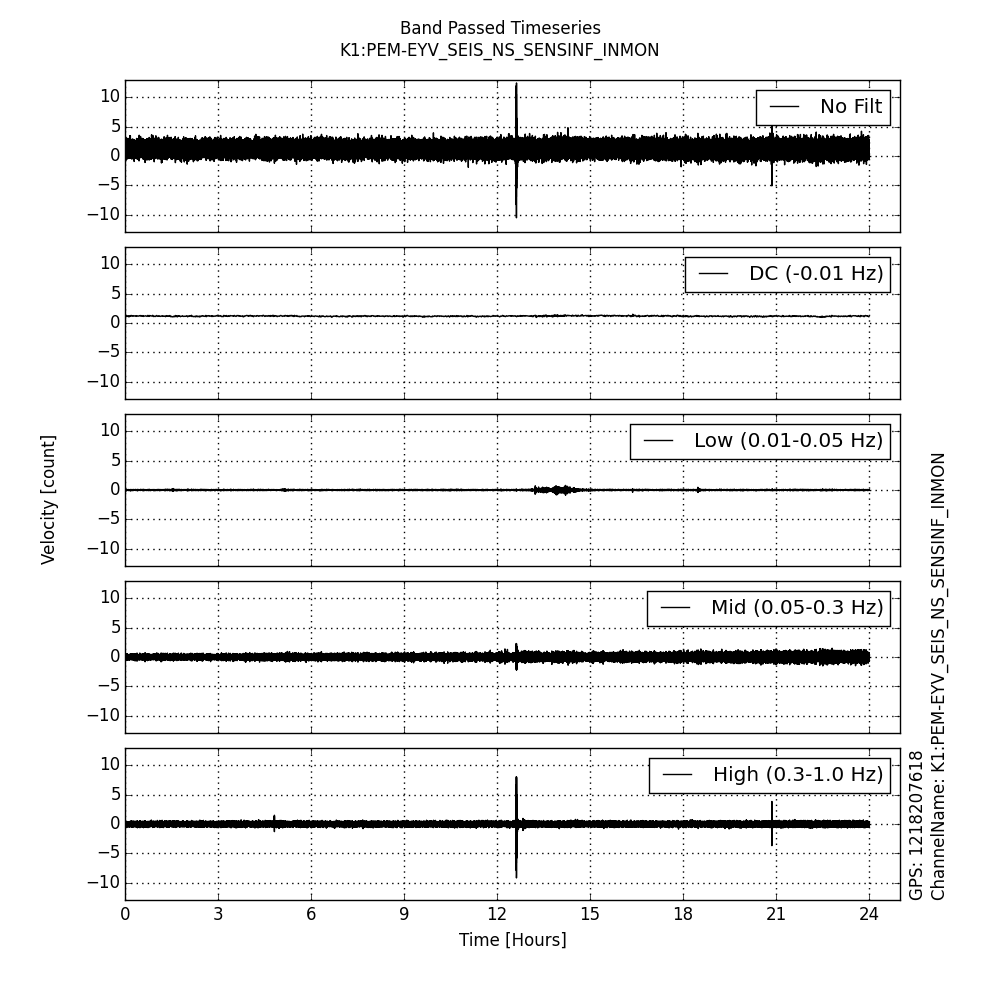 Band Passed Timeseries
K1:PEM-EYV_SEIS_NS_SENSINF_INMON
10
5
0
−5
−10
No Filt
10
5
0
−5
−10
DC (-0.01 Hz)
10
5
0
−5
−10
Low (0.01-0.05 Hz)
10
5
0
−5
−10
Mid (0.05-0.3 Hz)
10
5
0
−5
−10
High (0.3-1.0 Hz)
0 3 6 9 12 15 18 21 24
Time [Hours]
Velocity [count]
GPS: 1218207618
ChannelName: K1:PEM-EYV_SEIS_NS_SENSINF_INMON